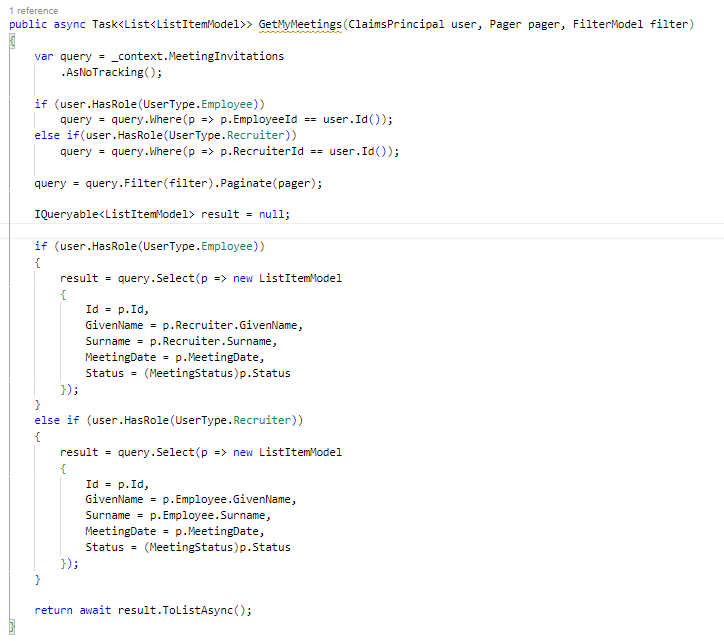 1 reference
public async Task<List<ListItemModel>> GetMyMeetings(ClaimsPrincipal user, Pager pager, FilterModel filter)
{
    var query = _context.MeetingInvitations
        .AsNoTracking();

    if (user.HasRole(UserType.Employee))
        query = query.Where(p => p.EmployeeId == user.Id());
    else if(user.HasRole(UserType.Recruiter))
        query = query.Where(p => p.RecruiterId == user.Id());

    query = query.Filter(filter).Paginate(pager);

    IQueryable<ListItemModel> result = null;

    if (user.HasRole(UserType.Employee))
    {
        result = query.Select(p => new ListItemModel
        {
            Id = p.Id,
            GivenName = p.Recruiter.GivenName,
            Surname = p.Recruiter.Surname,
            MeetingDate = p.MeetingDate,
            Status = (MeetingStatus)p.Status
        });
    }
    else if (user.HasRole(UserType.Recruiter))
    {
        result = query.Select(p => new ListItemModel
        {
            Id = p.Id,
            GivenName = p.Employee.GivenName,
            Surname = p.Employee.Surname,
            MeetingDate = p.MeetingDate,
            Status = (MeetingStatus)p.Status
        });
    }

    return await result.ToListAsync();
}